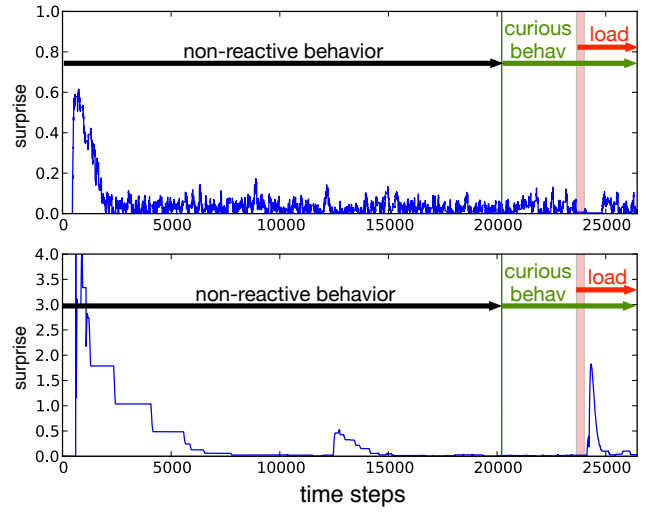 1.0
0.8
0.6
0.4
0.2
0.0
surprise
non-reactive behavior
curious
behav
load
0
5000
10000
15000
20000
25000
4.0
3.5
3.0
2.5
2.0
1.5
1.0
0.5
0.0
surprise
non-reactive behavior
curious
behav
load
0
5000
10000
15000
20000
25000
time steps